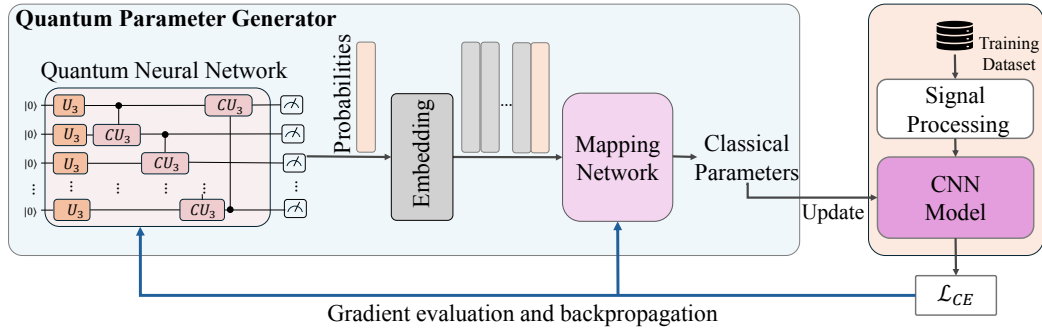 Quantum Parameter Generator
Quantum Neural Network
|0⟩ U₃ CU₃
|0⟩ U₃ CU₃
|0⟩ U₃ CU₃
⋮ ⋮ ⋮ ⋮ ⋮ ⋮
|0⟩ U₃ CU₃
Probabilities
Embedding
...
Mapping
Network
Classical
Parameters
Update
Training
Dataset
Signal
Processing
CNN
Model
ℒ_CE
Gradient evaluation and backpropagation